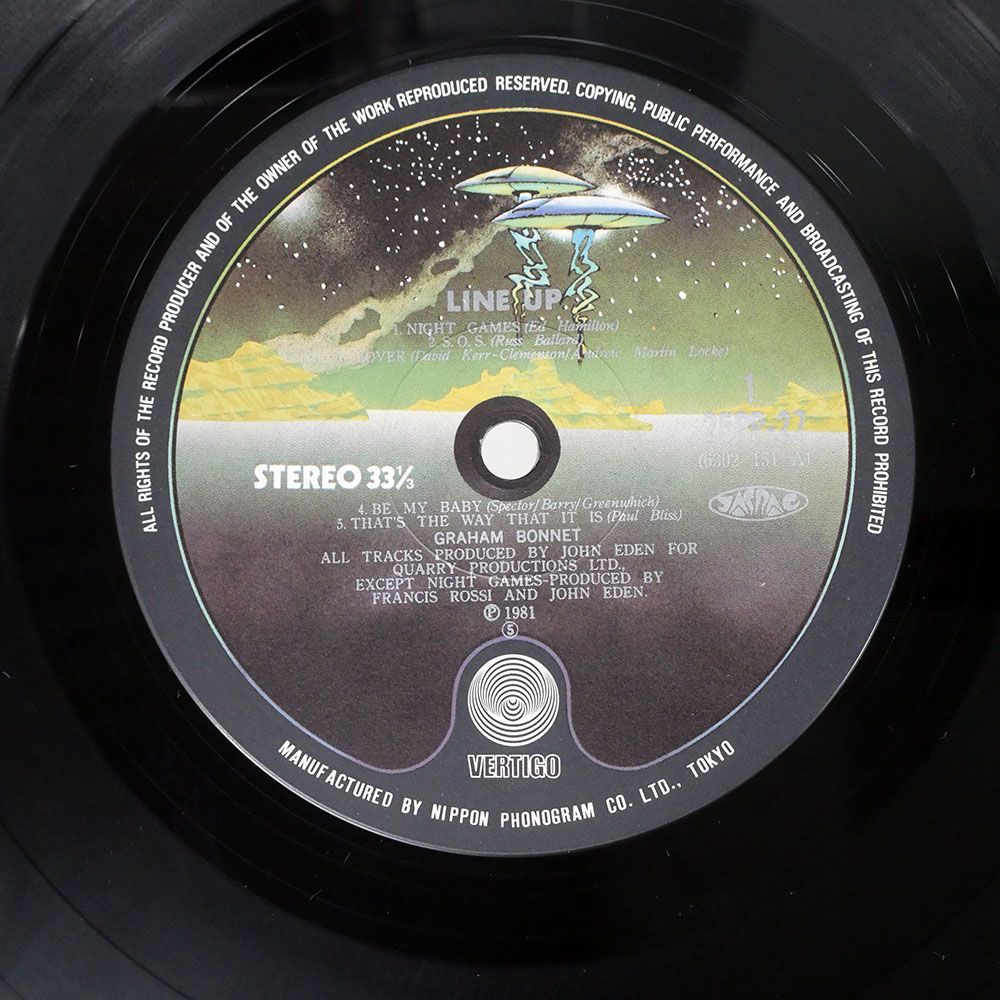 ALL RIGHTS OF THE RECORD PRODUCER AND OF THE OWNER OF THE WORK REPRODUCED RESERVED. COPYING, PUBLIC PERFORMANCE AND BROADCASTING OF THIS RECORD PROHIBITED
LINE UP
1. NIGHT GAMES (Ed Hamilton)
2. S.O.S. (Russ Ballard)
LOVER (David Kerr-Clemenson/Andrew Martin Locke)
1
STEREO 33⅓
JASRAC
4. BE MY BABY (Spector/Barry/Greenwhich)
5. THAT'S THE WAY THAT IT IS (Paul Bliss)
GRAHAM BONNET
ALL TRACKS PRODUCED BY JOHN EDEN FOR
QUARRY PRODUCTIONS LTD.,
EXCEPT NIGHT GAMES-PRODUCED BY
FRANCIS ROSSI AND JOHN EDEN.
℗ 1981
⑤
VERTIGO
MANUFACTURED BY NIPPON PHONOGRAM CO. LTD., TOKYO